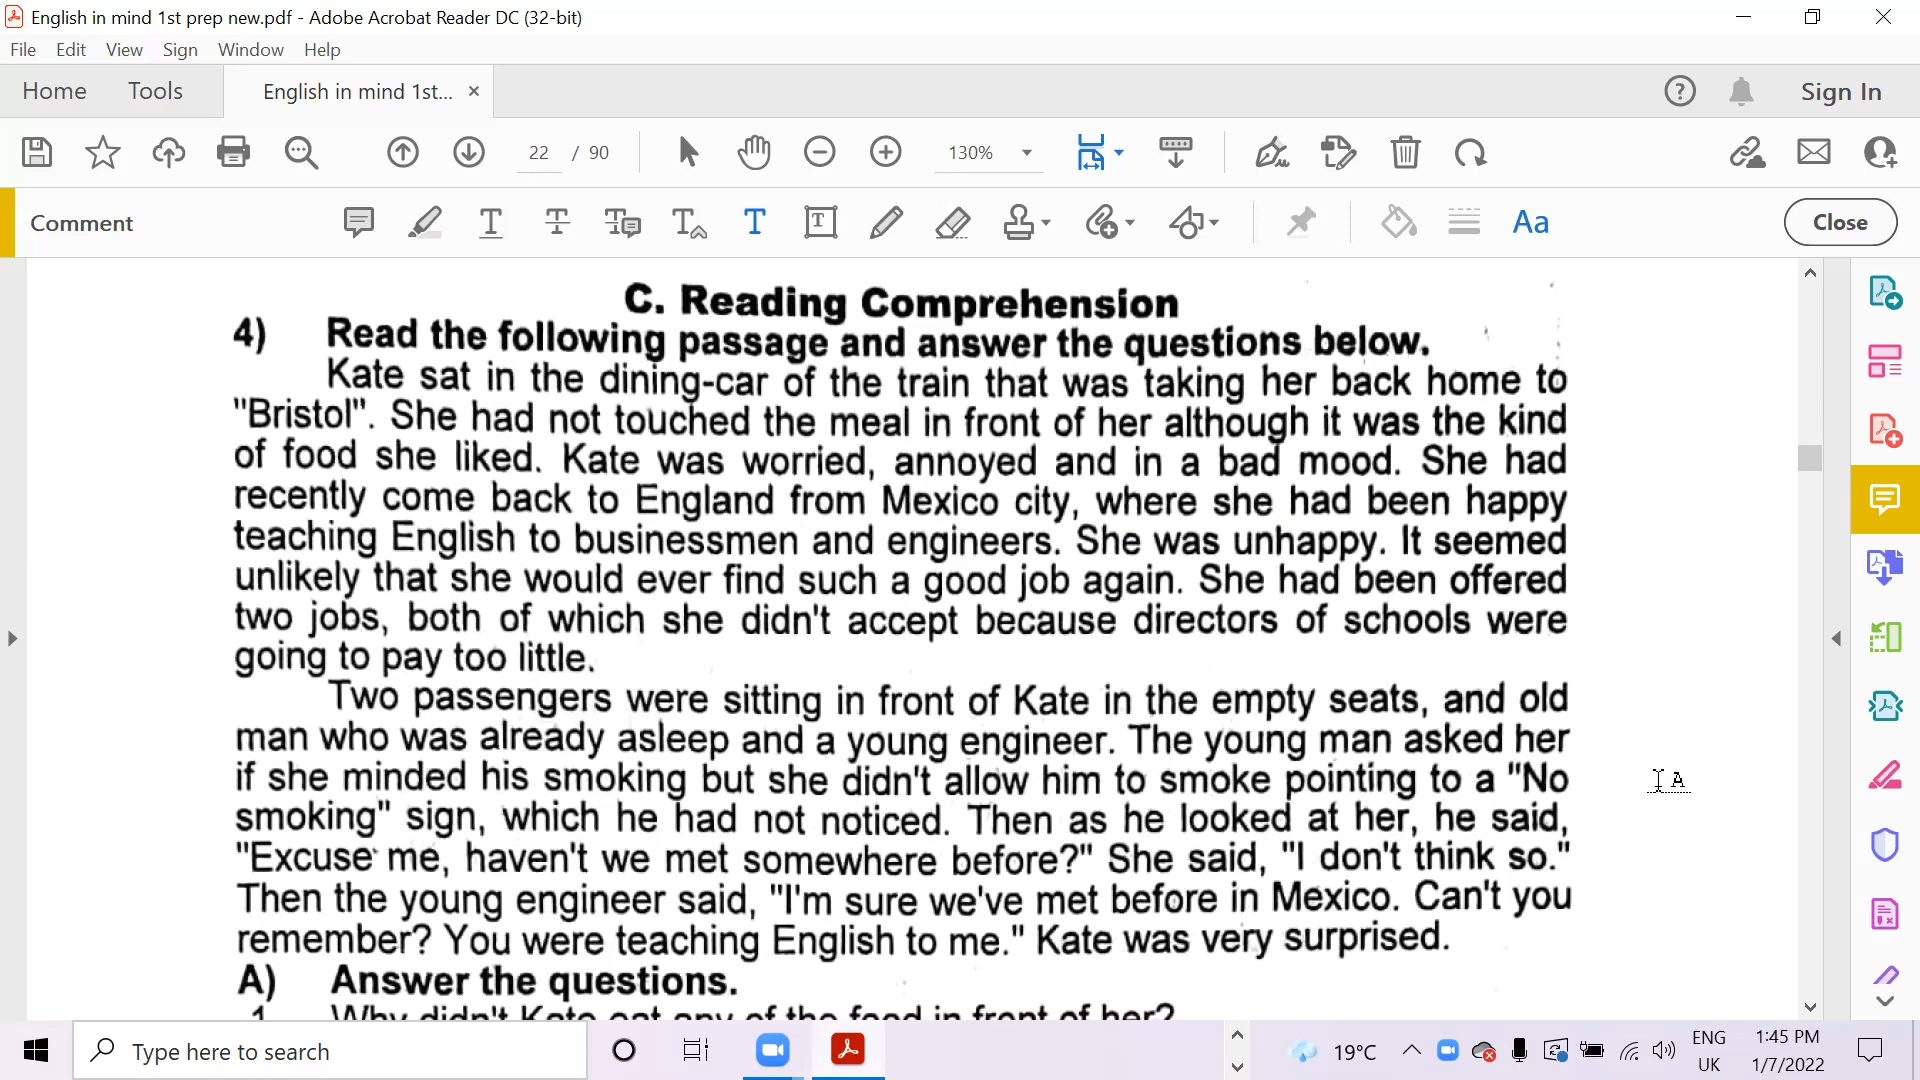 English in mind 1st prep new.pdf - Adobe Acrobat Reader DC (32-bit)
File Edit View Sign Window Help
Home Tools English in mind 1st... × Sign In
22 / 90 130%
Comment Aa Close
C. Reading Comprehension
4) Read the following passage and answer the questions below.
Kate sat in the dining-car of the train that was taking her back home to
"Bristol". She had not touched the meal in front of her although it was the kind
of food she liked. Kate was worried, annoyed and in a bad mood. She had
recently come back to England from Mexico city, where she had been happy
teaching English to businessmen and engineers. She was unhappy. It seemed
unlikely that she would ever find such a good job again. She had been offered
two jobs, both of which she didn't accept because directors of schools were
going to pay too little.
Two passengers were sitting in front of Kate in the empty seats, and old
man who was already asleep and a young engineer. The young man asked her
if she minded his smoking but she didn't allow him to smoke pointing to a "No
smoking" sign, which he had not noticed. Then as he looked at her, he said,
"Excuse me, haven't we met somewhere before?" She said, "I don't think so."
Then the young engineer said, "I'm sure we've met before in Mexico. Can't you
remember? You were teaching English to me." Kate was very surprised.
A) Answer the questions.
1 Why didn't Kate eat any of the food in front of her?
Type here to search
19°C
ENG
UK
1:45 PM
1/7/2022